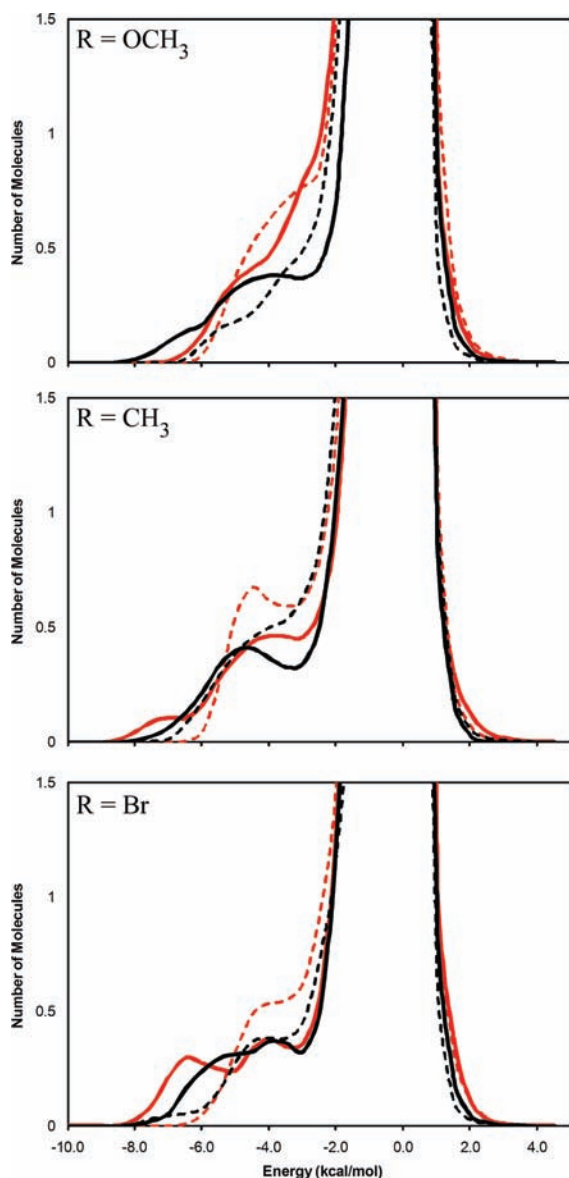 R = OCH₃
Number of Molecules
1.5
1
0.5
0
R = CH₃
Number of Molecules
1.5
1
0.5
0
R = Br
Number of Molecules
1.5
1
0.5
0
-10.0 -8.0 -6.0 -4.0 -2.0 0.0 2.0 4.0
Energy (kcal/mol)